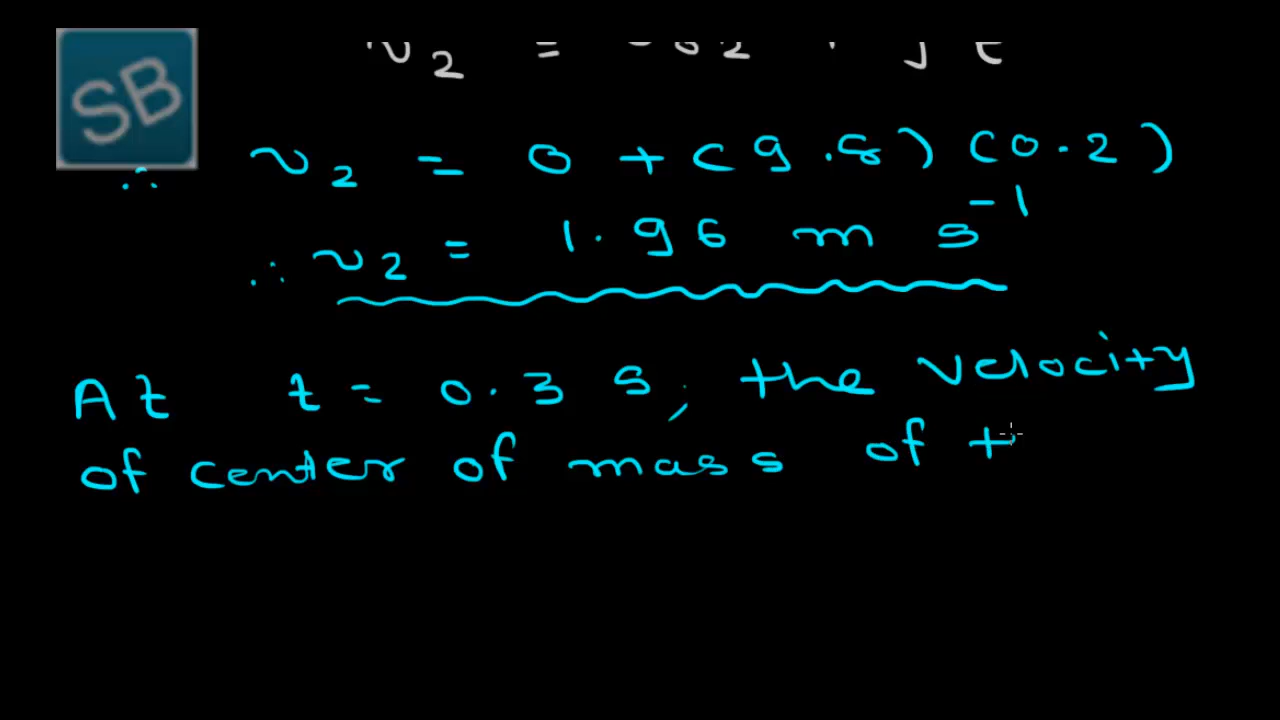 SB
∴ v₂ = 0 + (9.8) (0.2)
∴ v₂ = 1.96 m s⁻¹
At t = 0.3 s, the velocity
of center of mass of t